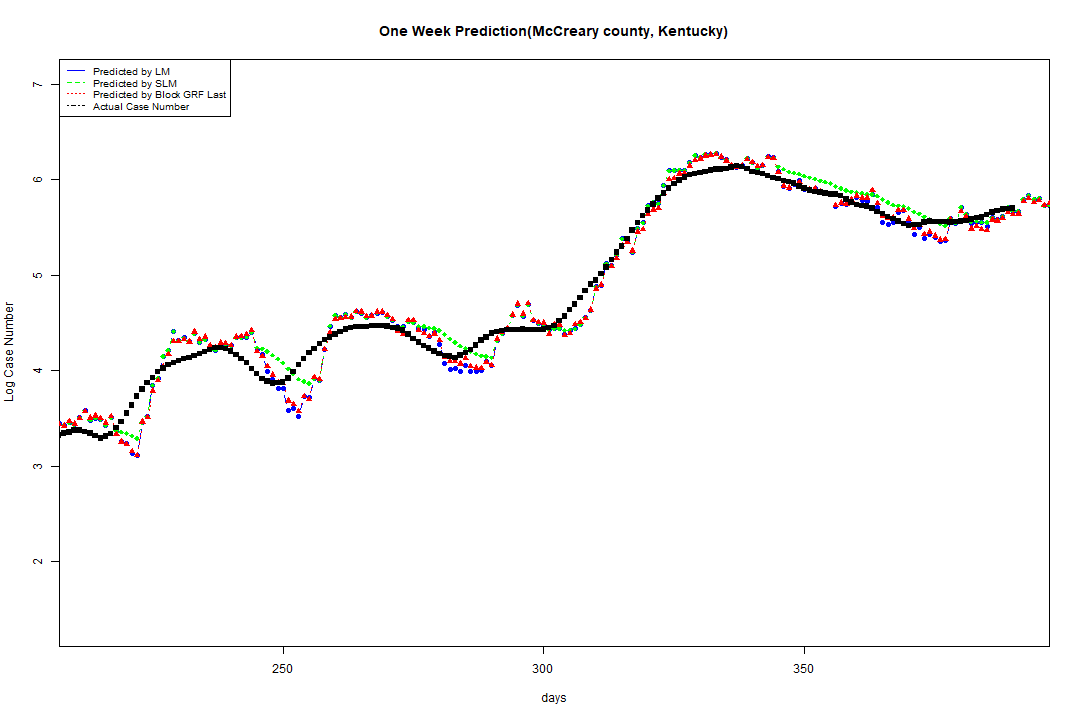 One Week Prediction(McCreary county, Kentucky)
Predicted by LM
Predicted by SLM
Predicted by Block GRF Last
Actual Case Number
Log Case Number
7
6
5
4
3
2
250
300
350
days